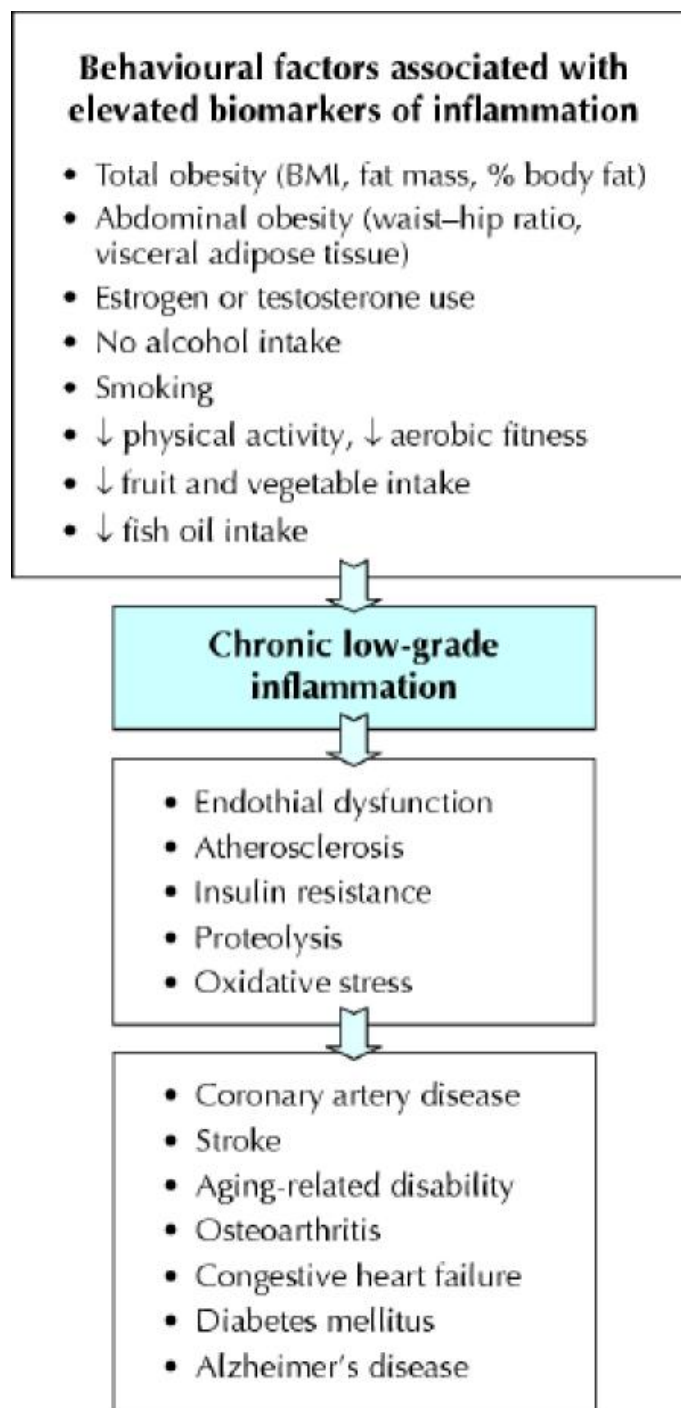 Behavioural factors associated with
elevated biomarkers of inflammation
• Total obesity (BMI, fat mass, % body fat)
• Abdominal obesity (waist–hip ratio,
visceral adipose tissue)
• Estrogen or testosterone use
• No alcohol intake
• Smoking
• ↓ physical activity, ↓ aerobic fitness
• ↓ fruit and vegetable intake
• ↓ fish oil intake
Chronic low-grade
inflammation
• Endothial dysfunction
• Atherosclerosis
• Insulin resistance
• Proteolysis
• Oxidative stress
• Coronary artery disease
• Stroke
• Aging-related disability
• Osteoarthritis
• Congestive heart failure
• Diabetes mellitus
• Alzheimer's disease